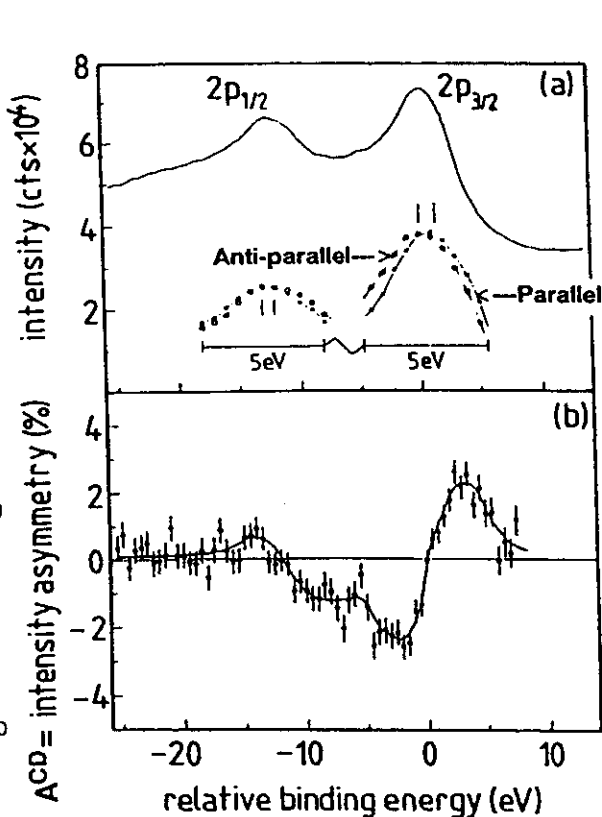 8
6
4
2
intensity (cts×10⁴)
2p1/2
2p3/2
(a)
Anti-parallel
Parallel
5eV
5eV
(b)
4
2
0
−2
−4
A^CD = intensity asymmetry (%)
−20
−10
0
10
relative binding energy (eV)